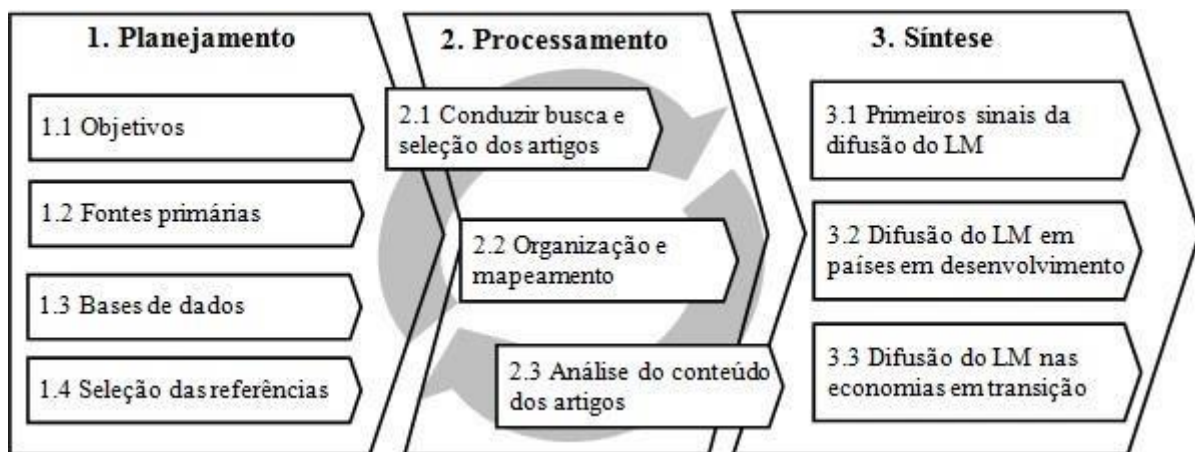 1. Planejamento
1.1 Objetivos
1.2 Fontes primárias
1.3 Bases de dados
1.4 Seleção das referências
2. Processamento
2.1 Conduzir busca e
seleção dos artigos
2.2 Organização e
mapeamento
2.3 Análise do conteúdo
dos artigos
3. Síntese
3.1 Primeiros sinais da
difusão do LM
3.2 Difusão do LM em
países em desenvolvimento
3.3 Difusão do LM nas
economias em transição